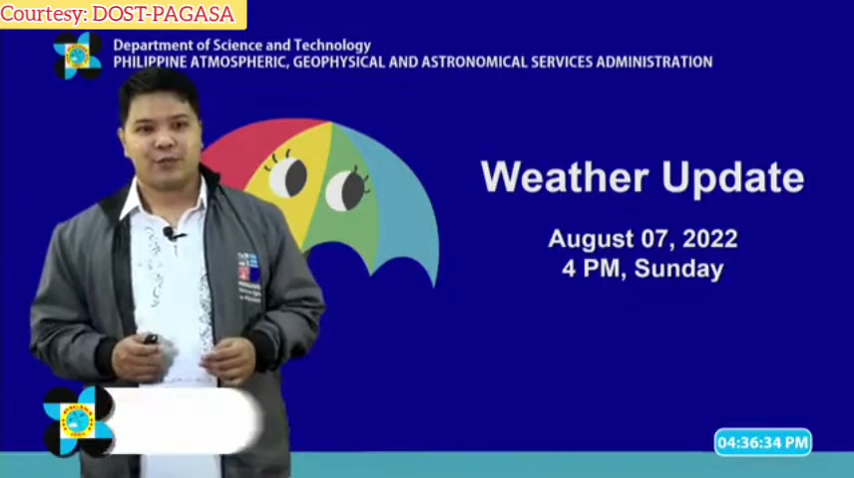 Courtesy: DOST-PAGASA
Department of Science and Technology
PHILIPPINE ATMOSPHERIC, GEOPHYSICAL AND ASTRONOMICAL SERVICES ADMINISTRATION
Weather Update
August 07, 2022
4 PM, Sunday
04:36:34 PM